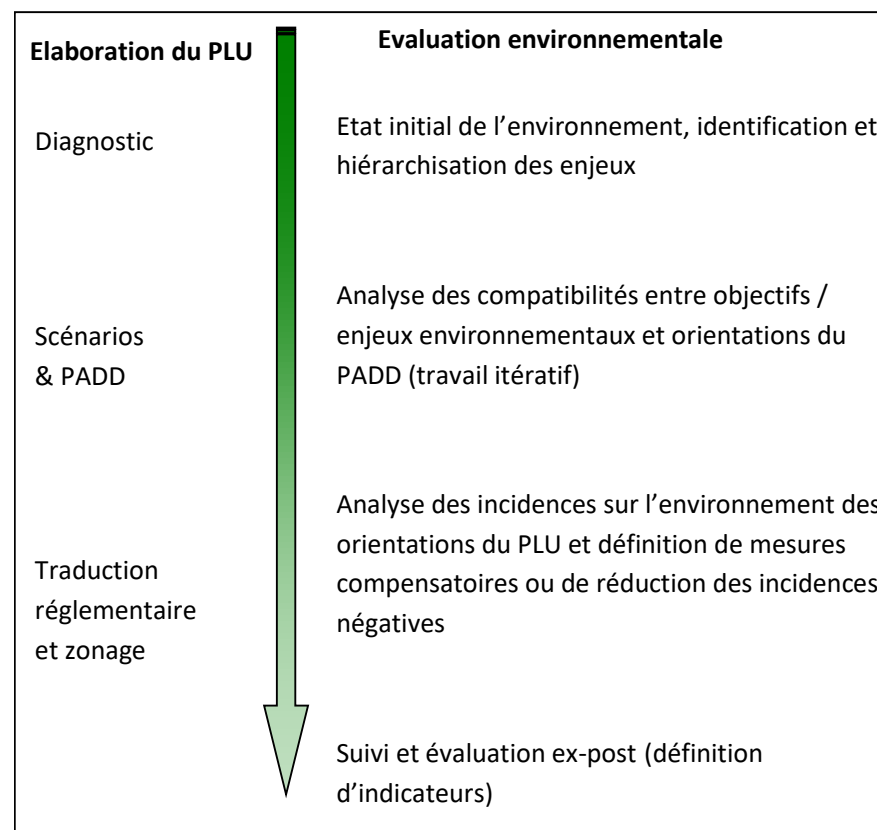 Elaboration du PLU
Evaluation environnementale
Diagnostic
Etat initial de l’environnement, identification et
hiérarchisation des enjeux
Scénarios
& PADD
Analyse des compatibilités entre objectifs /
enjeux environnementaux et orientations du
PADD (travail itératif)
Traduction
réglementaire
et zonage
Analyse des incidences sur l’environnement des
orientations du PLU et définition de mesures
compensatoires ou de réduction des incidences
négatives
Suivi et évaluation ex-post (définition
d’indicateurs)